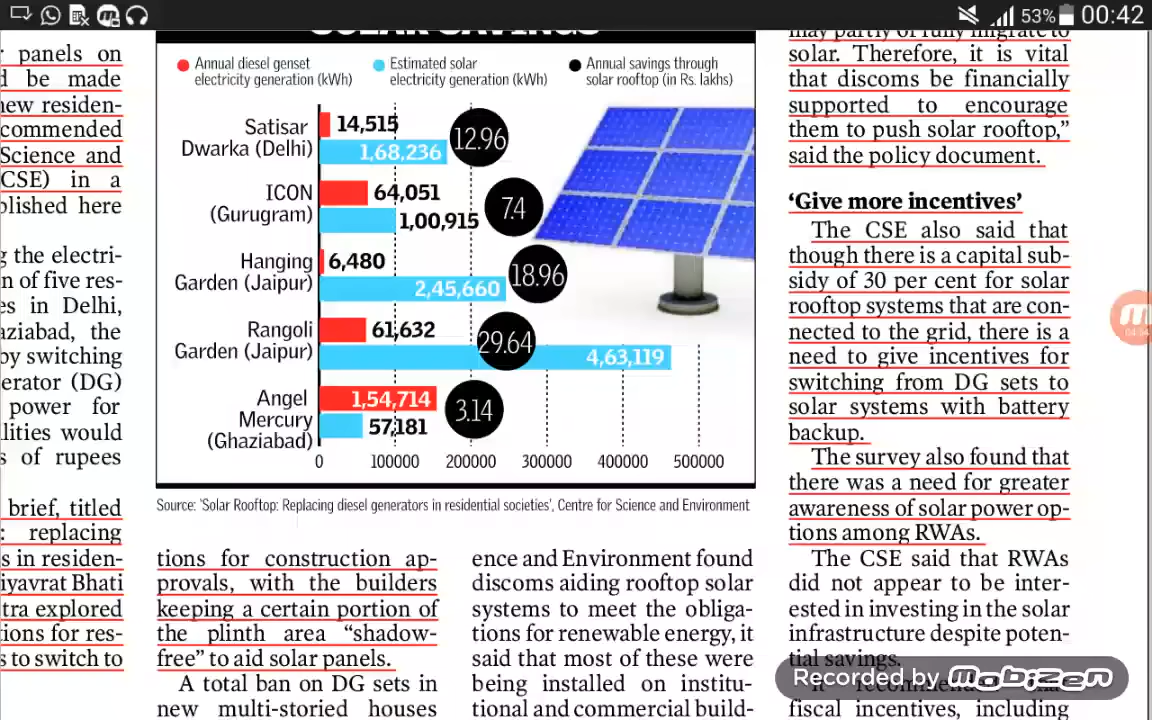 53% 00:42
r panels on
d be made
new residen-
commended
Science and
CSE) in a
blished here
g the electri-
n of five res-
es in Delhi,
aziabad, the
by switching
erator (DG)
power for
lities would
s of rupees
brief, titled
: replacing
s in residen-
iyavrat Bhati
tra explored
ions for res-
s to switch to
SOLAR SAVINGS
Annual diesel genset
electricity generation (kWh)
Estimated solar
electricity generation (kWh)
Annual savings through
solar rooftop (in Rs. lakhs)
Satisar
Dwarka (Delhi)
14,515
1,68,236
12.96
ICON
(Gurugram)
64,051
1,00,915
7.4
Hanging
Garden (Jaipur)
6,480
2,45,660
18.96
Rangoli
Garden (Jaipur)
61,632
4,63,119
29.64
Angel
Mercury
(Ghaziabad)
1,54,714
57,181
3.14
0 100000 200000 300000 400000 500000
Source: 'Solar Rooftop: Replacing diesel generators in residential societies', Centre for Science and Environment
tions for construction ap-
provals, with the builders
keeping a certain portion of
the plinth area “shadow-
free” to aid solar panels.
A total ban on DG sets in
new multi-storied houses
ence and Environment found
discoms aiding rooftop solar
systems to meet the obliga-
tions for renewable energy, it
said that most of these were
being installed on institu-
tional and commercial build-
may partly or fully migrate to
solar. Therefore, it is vital
that discoms be financially
supported to encourage
them to push solar rooftop,”
said the policy document.
‘Give more incentives’
The CSE also said that
though there is a capital sub-
sidy of 30 per cent for solar
rooftop systems that are con-
nected to the grid, there is a
need to give incentives for
switching from DG sets to
solar systems with battery
backup.
The survey also found that
there was a need for greater
awareness of solar power op-
tions among RWAs.
The CSE said that RWAs
did not appear to be inter-
ested in investing in the solar
infrastructure despite poten-
tial savings.
fiscal incentives, including
Recorded by mobizen